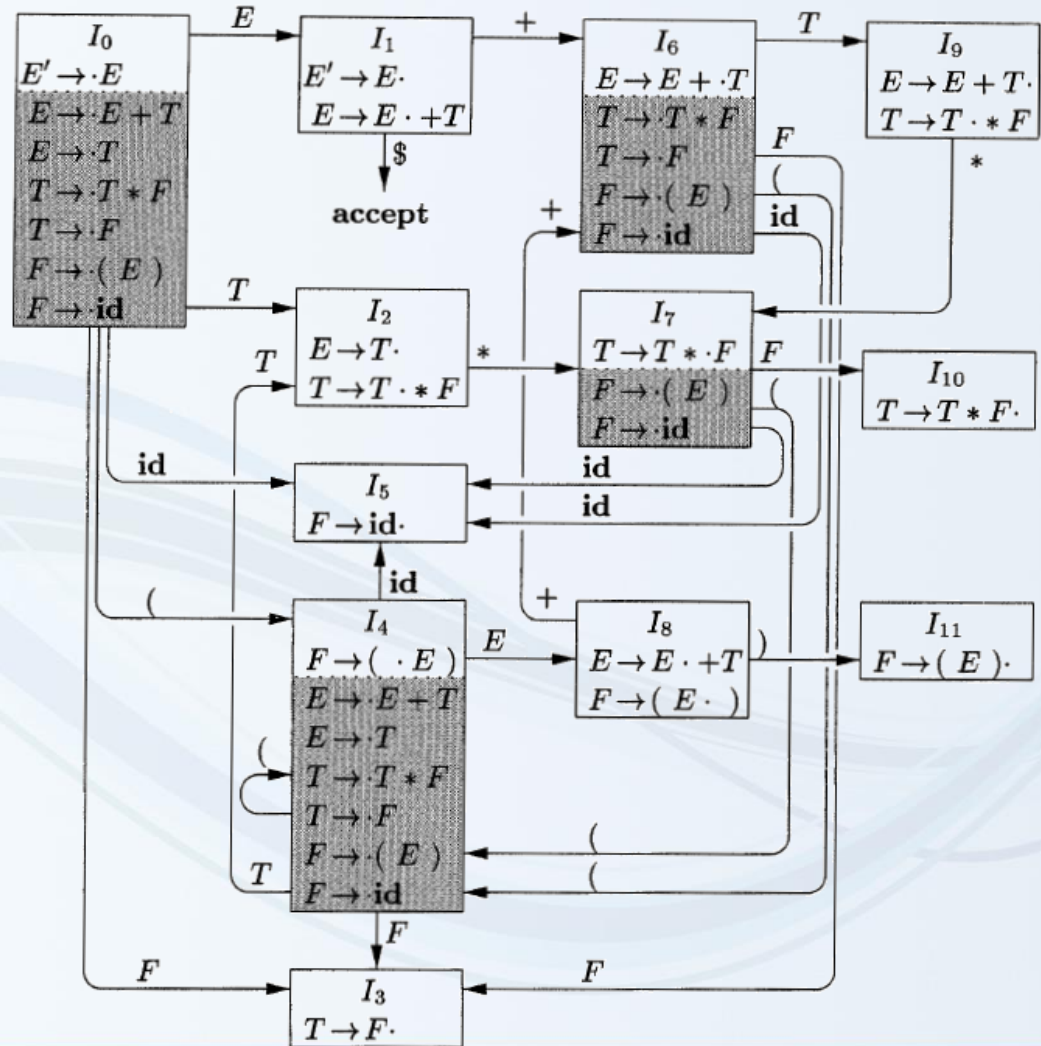 I₀
E′ → ·E
E → ·E + T
E → ·T
T → ·T * F
T → ·F
F → ·( E )
F → ·id
E
I₁
E′ → E·
E → E · +T
$
accept
+
I₆
E → E + ·T
T → ·T * F
T → ·F
F → ·( E )
F → ·id
T
I₉
E → E + T·
T → T · * F
F
(
id
*
+
T
I₂
E → T·
T → T · * F
T
*
I₇
T → T * ·F
F → ·( E )
F → ·id
F
(
I₁₀
T → T * F·
id
I₅
F → id·
id
id
id
(
I₄
F → ( · E )
E → ·E + T
E → ·T
T → ·T * F
T → ·F
F → ·( E )
F → ·id
E
+
I₈
E → E · +T
F → ( E · )
)
I₁₁
F → ( E )·
(
(
T
(
F
F
I₃
T → F·
F